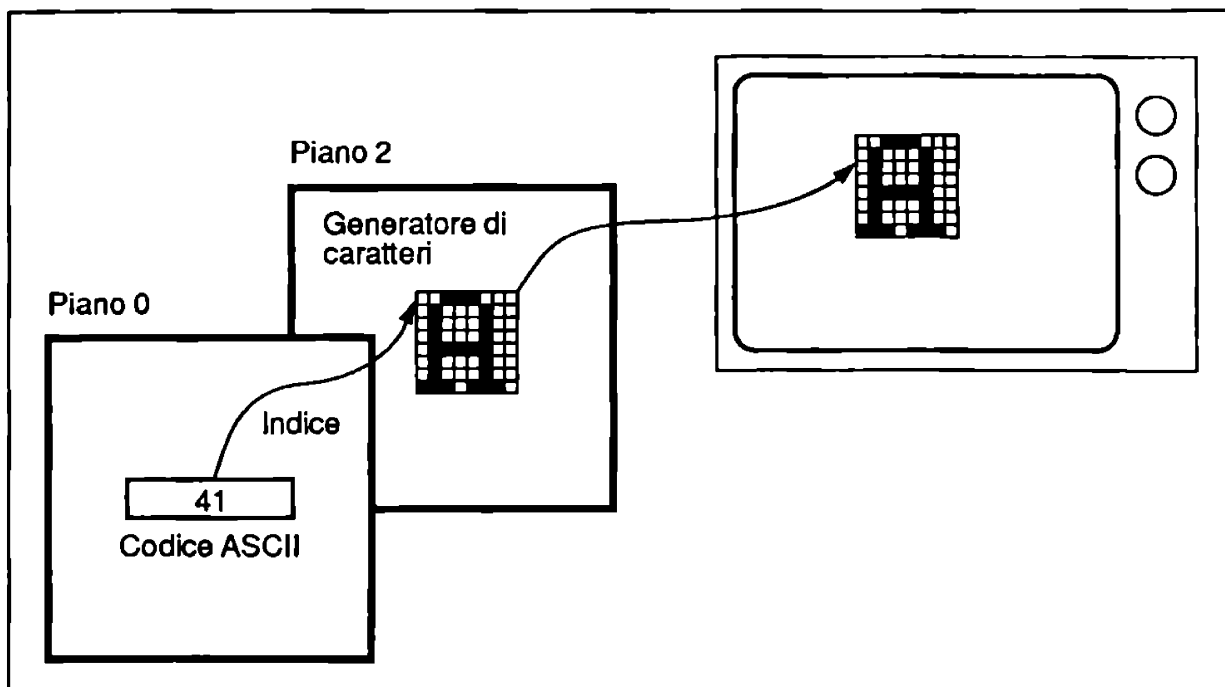 Piano 2
Generatore di
caratteri
Piano 0
Indice
41
Codice ASCII